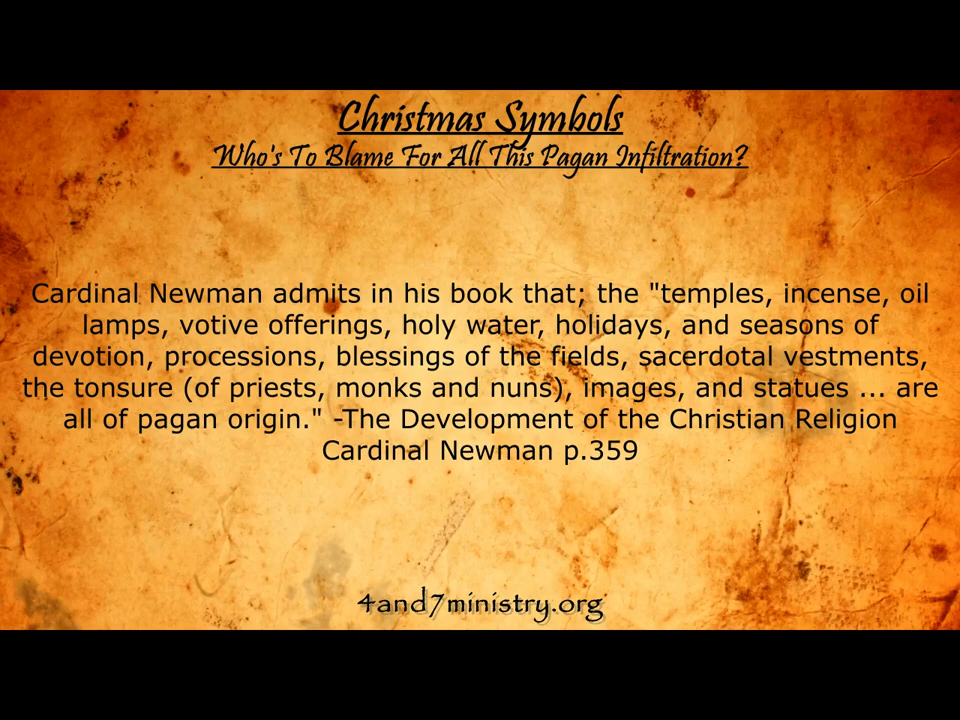 Christmas Symbols
Who's To Blame For All This Pagan Infiltration?
Cardinal Newman admits in his book that; the "temples, incense, oil
lamps, votive offerings, holy water, holidays, and seasons of
devotion, processions, blessings of the fields, sacerdotal vestments,
the tonsure (of priests, monks and nuns), images, and statues ... are
all of pagan origin." -The Development of the Christian Religion
Cardinal Newman p.359
4and7ministry.org